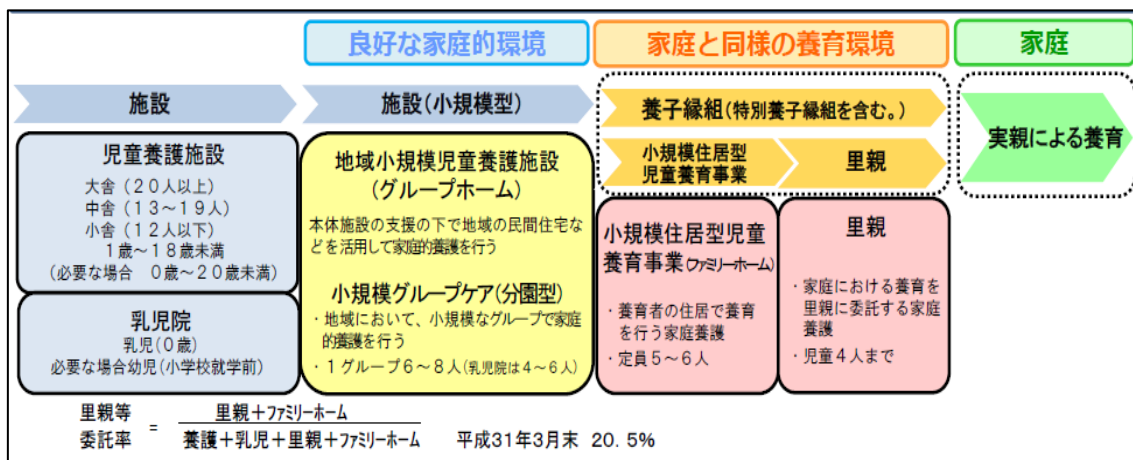 良好な家庭的環境
家庭と同様の養育環境
家庭
施設
施設(小規模型)
養子縁組(特別養子縁組を含む。)
小規模住居型
児童養育事業
里親
実親による養育
児童養護施設
大舎(20人以上)
中舎(13～19人)
小舎(12人以下)
1歳～18歳未満
(必要な場合 0歳～20歳未満)
乳児院
乳児(0歳)
必要な場合幼児(小学校就学前)
地域小規模児童養護施設
(グループホーム)
本体施設の支援の下で地域の民間住宅な
どを活用して家庭的養護を行う
小規模グループケア(分園型)
・地域において、小規模なグループで家庭
的養護を行う
・1グループ6～8人(乳児院は4～6人)
小規模住居型児童
養育事業(ファミリーホーム)
・養育者の住居で養育
を行う家庭養護
・定員5～6人
里親
・家庭における養育を
里親に委託する家庭
養護
・児童4人まで
里親等
委託率
=
里親+ファミリーホーム
養護+乳児+里親+ファミリーホーム
平成31年3月末 20.5%